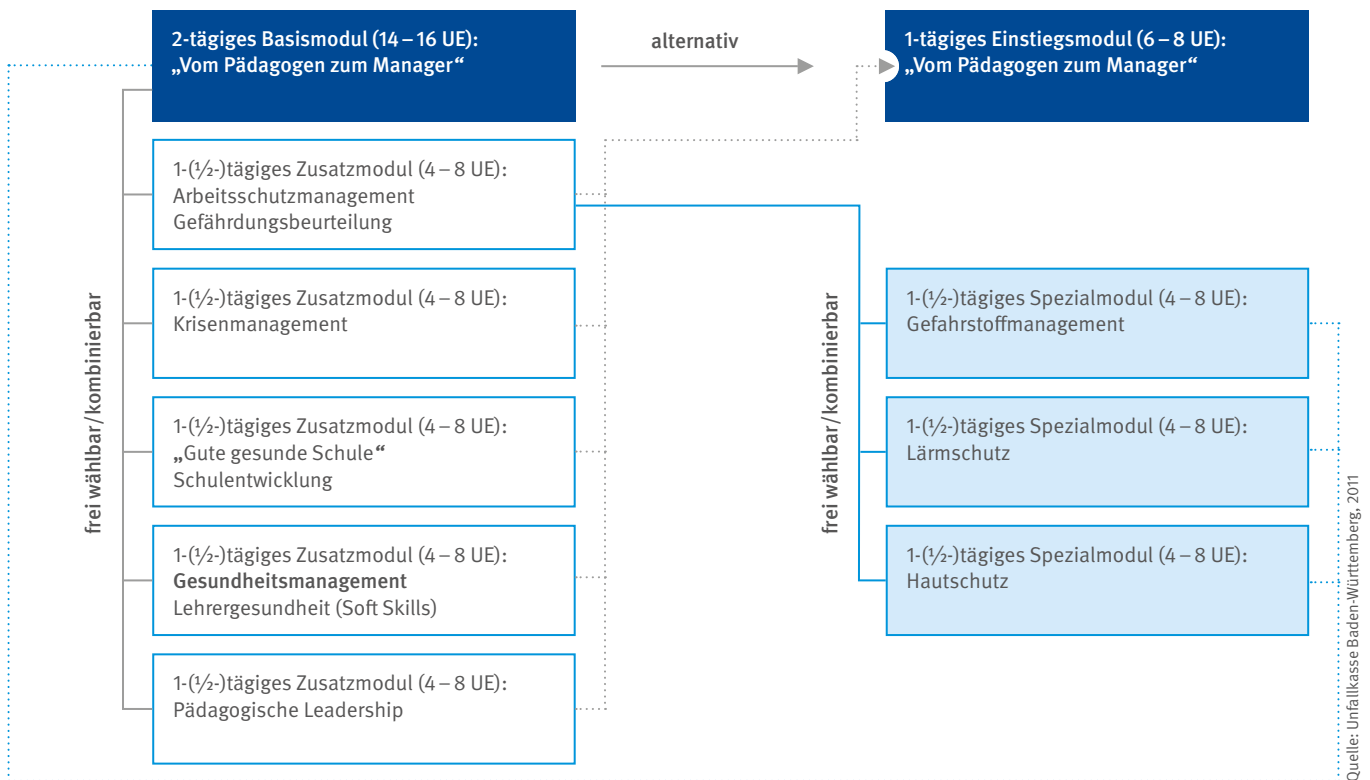 2-tägiges Basismodul (14 – 16 UE):
„Vom Pädagogen zum Manager“
alternativ
1-tägiges Einstiegsmodul (6 – 8 UE):
„Vom Pädagogen zum Manager“
frei wählbar/kombinierbar
1-(½-)tägiges Zusatzmodul (4 – 8 UE):
Arbeitsschutzmanagement
Gefährdungsbeurteilung
1-(½-)tägiges Zusatzmodul (4 – 8 UE):
Krisenmanagement
1-(½-)tägiges Zusatzmodul (4 – 8 UE):
„Gute gesunde Schule“
Schulentwicklung
1-(½-)tägiges Zusatzmodul (4 – 8 UE):
Gesundheitsmanagement
Lehrergesundheit (Soft Skills)
1-(½-)tägiges Zusatzmodul (4 – 8 UE):
Pädagogische Leadership
frei wählbar/kombinierbar
1-(½-)tägiges Spezialmodul (4 – 8 UE):
Gefahrstoffmanagement
1-(½-)tägiges Spezialmodul (4 – 8 UE):
Lärmschutz
1-(½-)tägiges Spezialmodul (4 – 8 UE):
Hautschutz
Quelle: Unfallkasse Baden-Württemberg, 2011